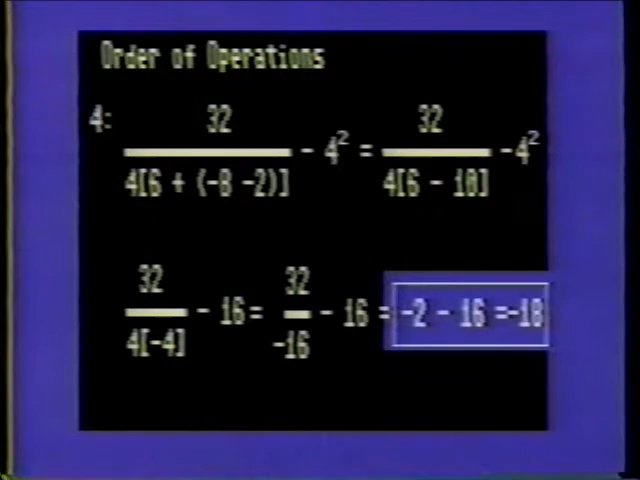 Order of Operations
4: 32 / 4[6 + (-8 -2)] - 4² = 32 / 4[6 - 10] -4²
32 / 4[-4] - 16 = 32 / -16 - 16 = -2 - 16 =-18